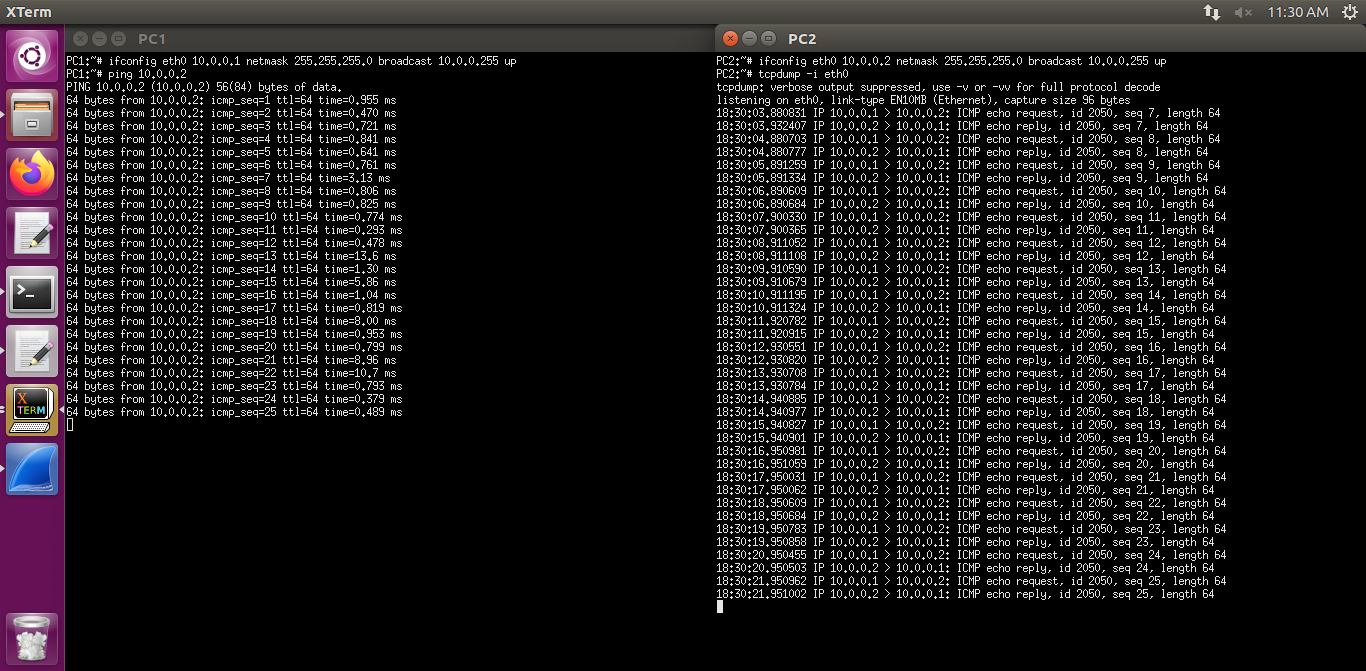 XTerm
11:30 AM
PC1
PC1:~# ifconfig eth0 10.0.0.1 netmask 255.255.255.0 broadcast 10.0.0.255 up
PC1:~# ping 10.0.0.2
PING 10.0.0.2 (10.0.0.2) 56(84) bytes of data.
64 bytes from 10.0.0.2: icmp_seq=1 ttl=64 time=0.955 ms
64 bytes from 10.0.0.2: icmp_seq=2 ttl=64 time=0.470 ms
64 bytes from 10.0.0.2: icmp_seq=3 ttl=64 time=0.721 ms
64 bytes from 10.0.0.2: icmp_seq=4 ttl=64 time=0.841 ms
64 bytes from 10.0.0.2: icmp_seq=5 ttl=64 time=0.641 ms
64 bytes from 10.0.0.2: icmp_seq=6 ttl=64 time=0.761 ms
64 bytes from 10.0.0.2: icmp_seq=7 ttl=64 time=3.13 ms
64 bytes from 10.0.0.2: icmp_seq=8 ttl=64 time=0.806 ms
64 bytes from 10.0.0.2: icmp_seq=9 ttl=64 time=0.825 ms
64 bytes from 10.0.0.2: icmp_seq=10 ttl=64 time=0.774 ms
64 bytes from 10.0.0.2: icmp_seq=11 ttl=64 time=0.293 ms
64 bytes from 10.0.0.2: icmp_seq=12 ttl=64 time=0.478 ms
64 bytes from 10.0.0.2: icmp_seq=13 ttl=64 time=13.6 ms
64 bytes from 10.0.0.2: icmp_seq=14 ttl=64 time=1.30 ms
64 bytes from 10.0.0.2: icmp_seq=15 ttl=64 time=5.86 ms
64 bytes from 10.0.0.2: icmp_seq=16 ttl=64 time=1.04 ms
64 bytes from 10.0.0.2: icmp_seq=17 ttl=64 time=0.819 ms
64 bytes from 10.0.0.2: icmp_seq=18 ttl=64 time=8.00 ms
64 bytes from 10.0.0.2: icmp_seq=19 ttl=64 time=0.953 ms
64 bytes from 10.0.0.2: icmp_seq=20 ttl=64 time=0.799 ms
64 bytes from 10.0.0.2: icmp_seq=21 ttl=64 time=8.96 ms
64 bytes from 10.0.0.2: icmp_seq=22 ttl=64 time=10.7 ms
64 bytes from 10.0.0.2: icmp_seq=23 ttl=64 time=0.793 ms
64 bytes from 10.0.0.2: icmp_seq=24 ttl=64 time=0.379 ms
64 bytes from 10.0.0.2: icmp_seq=25 ttl=64 time=0.489 ms
PC2
PC2:~# ifconfig eth0 10.0.0.2 netmask 255.255.255.0 broadcast 10.0.0.255 up
PC2:~# tcpdump -i eth0
tcpdump: verbose output suppressed, use -v or -vv for full protocol decode
listening on eth0, link-type EN10MB (Ethernet), capture size 96 bytes
18:30:03.880831 IP 10.0.0.1 > 10.0.0.2: ICMP echo request, id 2050, seq 7, length 64
18:30:03.932407 IP 10.0.0.2 > 10.0.0.1: ICMP echo reply, id 2050, seq 7, length 64
18:30:04.880703 IP 10.0.0.1 > 10.0.0.2: ICMP echo request, id 2050, seq 8, length 64
18:30:04.880777 IP 10.0.0.2 > 10.0.0.1: ICMP echo reply, id 2050, seq 8, length 64
18:30:05.891259 IP 10.0.0.1 > 10.0.0.2: ICMP echo request, id 2050, seq 9, length 64
18:30:05.891334 IP 10.0.0.2 > 10.0.0.1: ICMP echo reply, id 2050, seq 9, length 64
18:30:06.890609 IP 10.0.0.1 > 10.0.0.2: ICMP echo request, id 2050, seq 10, length 64
18:30:06.890684 IP 10.0.0.2 > 10.0.0.1: ICMP echo reply, id 2050, seq 10, length 64
18:30:07.900330 IP 10.0.0.1 > 10.0.0.2: ICMP echo request, id 2050, seq 11, length 64
18:30:07.900365 IP 10.0.0.2 > 10.0.0.1: ICMP echo reply, id 2050, seq 11, length 64
18:30:08.911052 IP 10.0.0.1 > 10.0.0.2: ICMP echo request, id 2050, seq 12, length 64
18:30:08.911108 IP 10.0.0.2 > 10.0.0.1: ICMP echo reply, id 2050, seq 12, length 64
18:30:09.910590 IP 10.0.0.1 > 10.0.0.2: ICMP echo request, id 2050, seq 13, length 64
18:30:09.910679 IP 10.0.0.2 > 10.0.0.1: ICMP echo reply, id 2050, seq 13, length 64
18:30:10.911195 IP 10.0.0.1 > 10.0.0.2: ICMP echo request, id 2050, seq 14, length 64
18:30:10.911324 IP 10.0.0.2 > 10.0.0.1: ICMP echo reply, id 2050, seq 14, length 64
18:30:11.920782 IP 10.0.0.1 > 10.0.0.2: ICMP echo request, id 2050, seq 15, length 64
18:30:11.920915 IP 10.0.0.2 > 10.0.0.1: ICMP echo reply, id 2050, seq 15, length 64
18:30:12.930551 IP 10.0.0.1 > 10.0.0.2: ICMP echo request, id 2050, seq 16, length 64
18:30:12.930820 IP 10.0.0.2 > 10.0.0.1: ICMP echo reply, id 2050, seq 16, length 64
18:30:13.930708 IP 10.0.0.1 > 10.0.0.2: ICMP echo request, id 2050, seq 17, length 64
18:30:13.930784 IP 10.0.0.2 > 10.0.0.1: ICMP echo reply, id 2050, seq 17, length 64
18:30:14.940885 IP 10.0.0.1 > 10.0.0.2: ICMP echo request, id 2050, seq 18, length 64
18:30:14.940977 IP 10.0.0.2 > 10.0.0.1: ICMP echo reply, id 2050, seq 18, length 64
18:30:15.940827 IP 10.0.0.1 > 10.0.0.2: ICMP echo request, id 2050, seq 19, length 64
18:30:15.940901 IP 10.0.0.2 > 10.0.0.1: ICMP echo reply, id 2050, seq 19, length 64
18:30:16.950981 IP 10.0.0.1 > 10.0.0.2: ICMP echo request, id 2050, seq 20, length 64
18:30:16.951059 IP 10.0.0.2 > 10.0.0.1: ICMP echo reply, id 2050, seq 20, length 64
18:30:17.950031 IP 10.0.0.1 > 10.0.0.2: ICMP echo request, id 2050, seq 21, length 64
18:30:17.950062 IP 10.0.0.2 > 10.0.0.1: ICMP echo reply, id 2050, seq 21, length 64
18:30:18.950609 IP 10.0.0.1 > 10.0.0.2: ICMP echo request, id 2050, seq 22, length 64
18:30:18.950684 IP 10.0.0.2 > 10.0.0.1: ICMP echo reply, id 2050, seq 22, length 64
18:30:19.950783 IP 10.0.0.1 > 10.0.0.2: ICMP echo request, id 2050, seq 23, length 64
18:30:19.950858 IP 10.0.0.2 > 10.0.0.1: ICMP echo reply, id 2050, seq 23, length 64
18:30:20.950455 IP 10.0.0.1 > 10.0.0.2: ICMP echo request, id 2050, seq 24, length 64
18:30:20.950503 IP 10.0.0.2 > 10.0.0.1: ICMP echo reply, id 2050, seq 24, length 64
18:30:21.950962 IP 10.0.0.1 > 10.0.0.2: ICMP echo request, id 2050, seq 25, length 64
18:30:21.951002 IP 10.0.0.2 > 10.0.0.1: ICMP echo reply, id 2050, seq 25, length 64
X
TERM